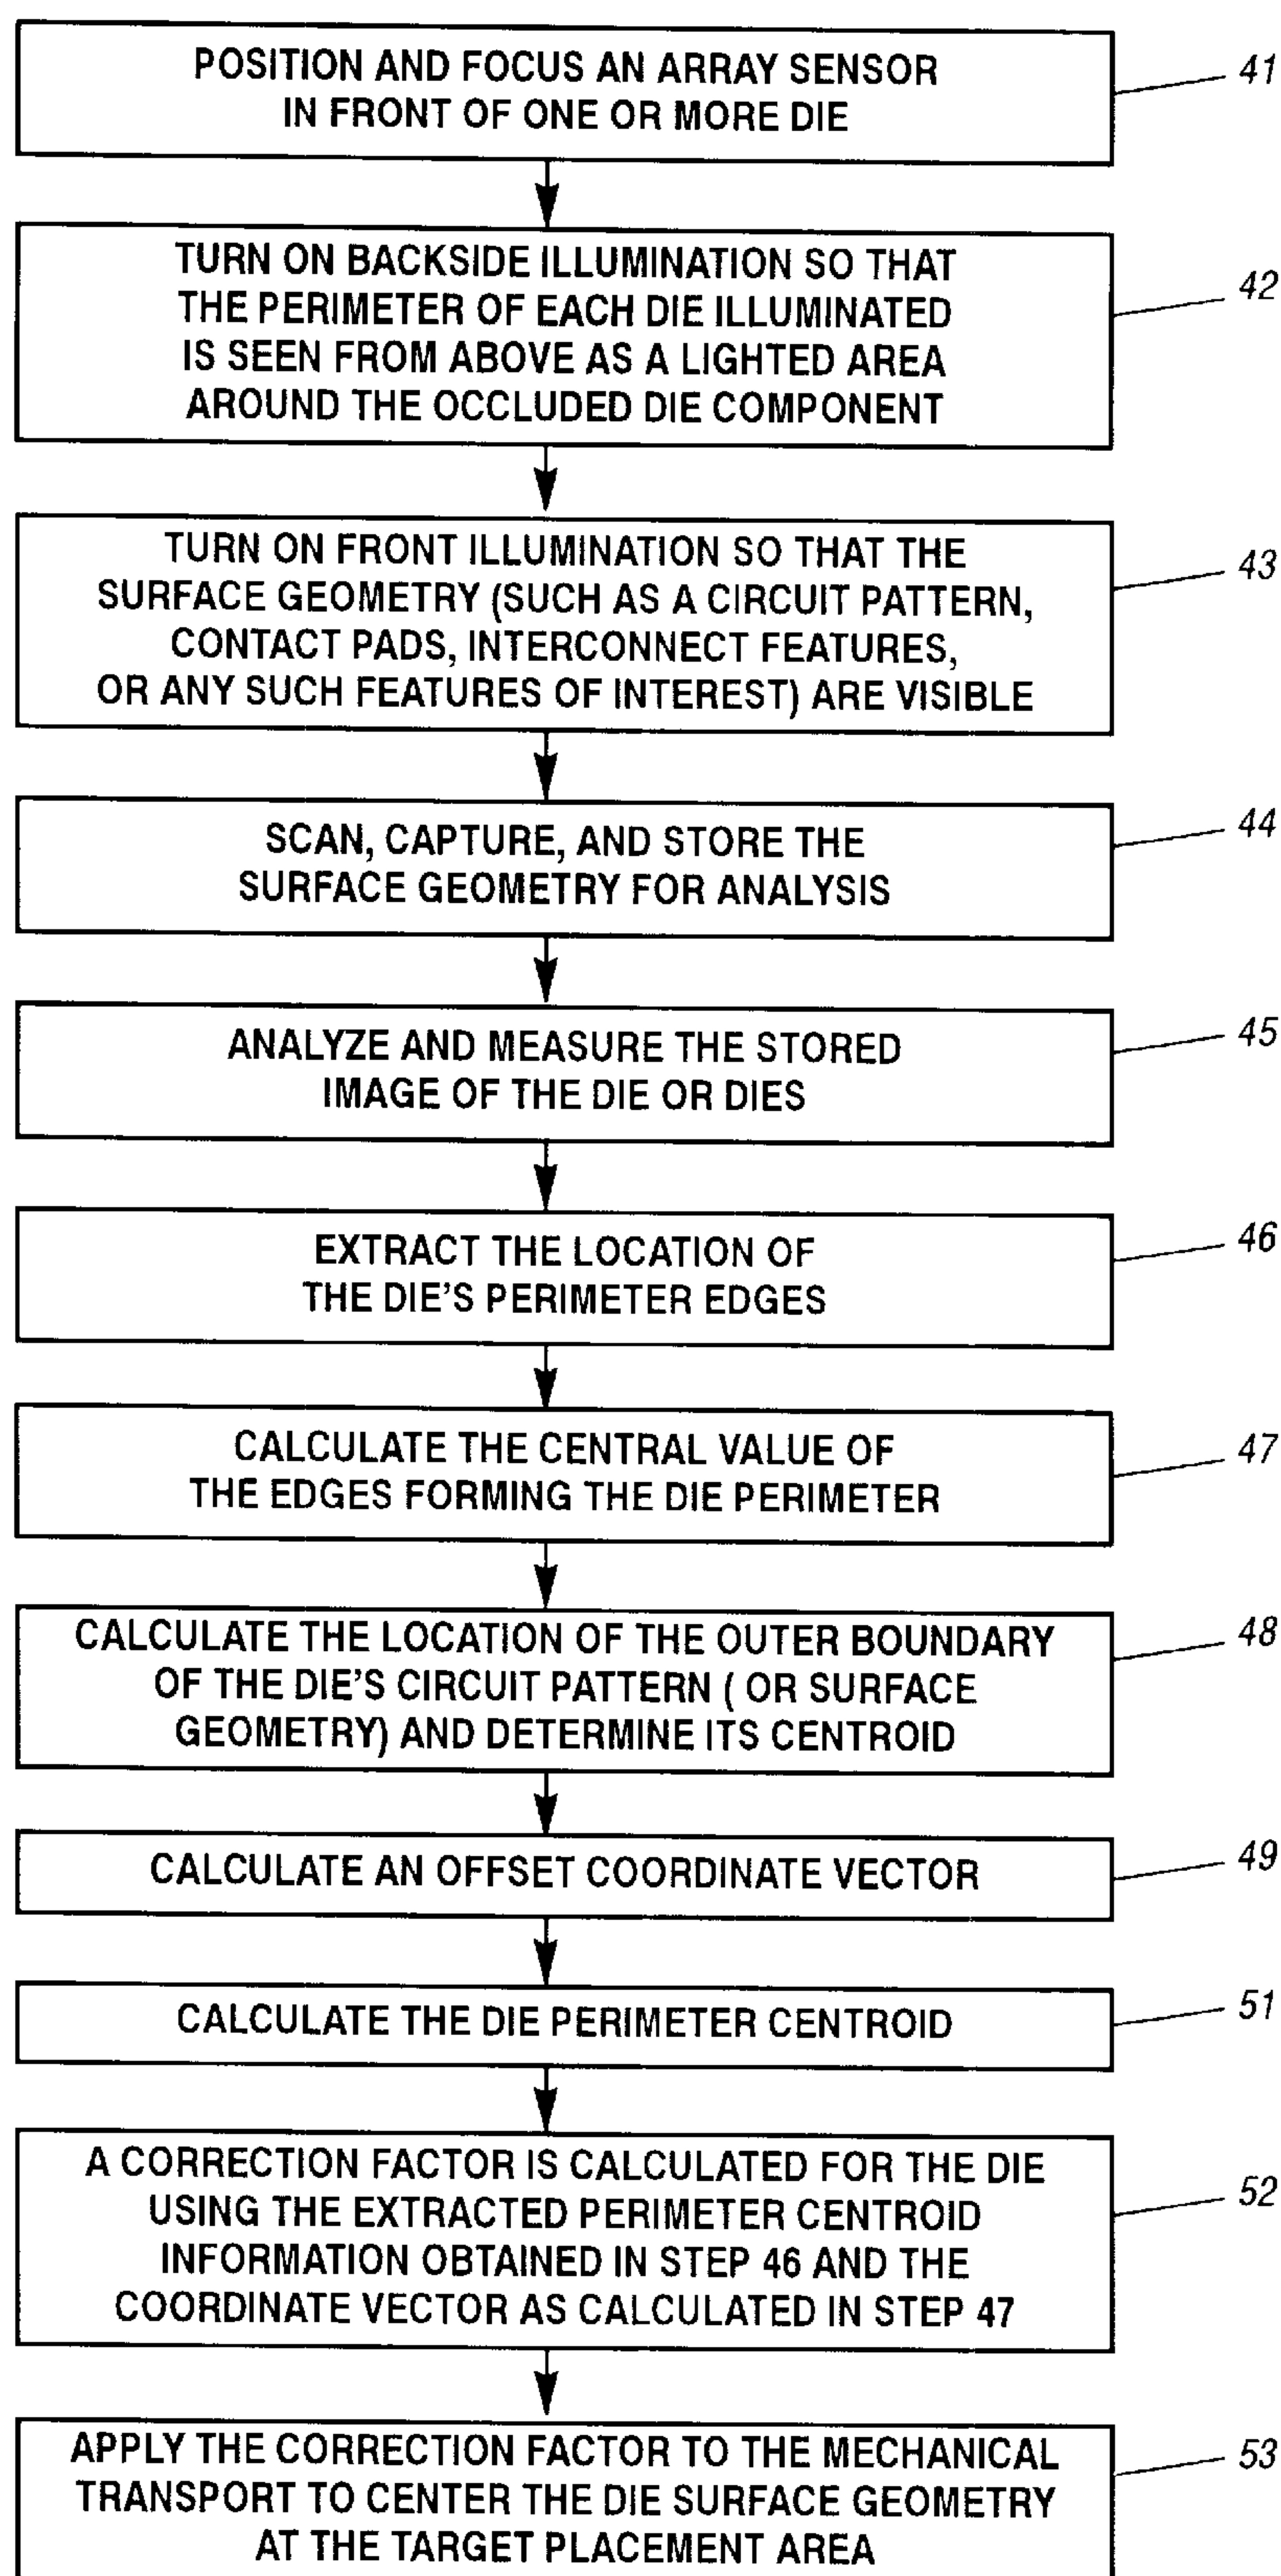 POSITION AND FOCUS AN ARRAY SENSOR
IN FRONT OF ONE OR MORE DIE
41
TURN ON BACKSIDE ILLUMINATION SO THAT
THE PERIMETER OF EACH DIE ILLUMINATED
IS SEEN FROM ABOVE AS A LIGHTED AREA
AROUND THE OCCLUDED DIE COMPONENT
42
TURN ON FRONT ILLUMINATION SO THAT THE
SURFACE GEOMETRY (SUCH AS A CIRCUIT PATTERN,
CONTACT PADS, INTERCONNECT FEATURES,
OR ANY SUCH FEATURES OF INTEREST) ARE VISIBLE
43
SCAN, CAPTURE, AND STORE THE
SURFACE GEOMETRY FOR ANALYSIS
44
ANALYZE AND MEASURE THE STORED
IMAGE OF THE DIE OR DIES
45
EXTRACT THE LOCATION OF
THE DIE'S PERIMETER EDGES
46
CALCULATE THE CENTRAL VALUE OF
THE EDGES FORMING THE DIE PERIMETER
47
CALCULATE THE LOCATION OF THE OUTER BOUNDARY
OF THE DIE'S CIRCUIT PATTERN ( OR SURFACE
GEOMETRY) AND DETERMINE ITS CENTROID
48
CALCULATE AN OFFSET COORDINATE VECTOR
49
CALCULATE THE DIE PERIMETER CENTROID
51
A CORRECTION FACTOR IS CALCULATED FOR THE DIE
USING THE EXTRACTED PERIMETER CENTROID
INFORMATION OBTAINED IN STEP 46 AND THE
COORDINATE VECTOR AS CALCULATED IN STEP 47
52
APPLY THE CORRECTION FACTOR TO THE MECHANICAL
TRANSPORT TO CENTER THE DIE SURFACE GEOMETRY
AT THE TARGET PLACEMENT AREA
53